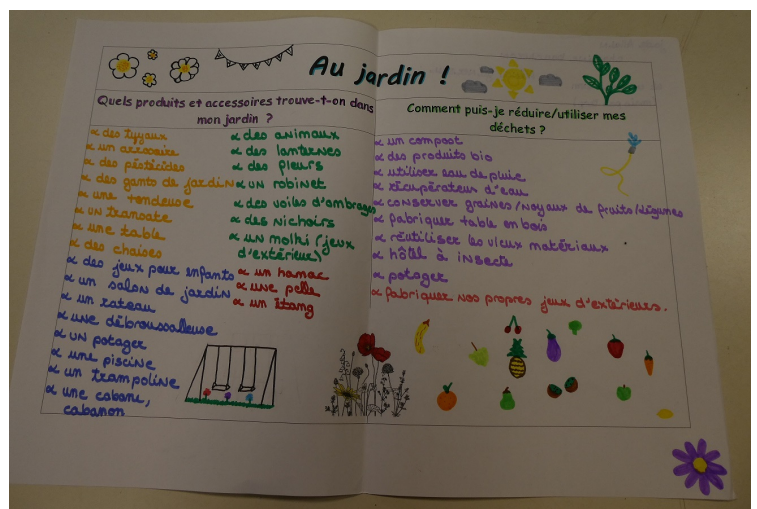 Au jardin !
Quels produits et accessoires trouve-t-on dans
mon jardin ?
∝ des tuyaux
∝ un arrosoire
∝ des pésticides
∝ des gants de jardin
∝ une tondeuse
∝ un transate
∝ une table
∝ des chaises
∝ des jeux pour enfants
∝ un salon de jardin
∝ un rateau
∝ une débroussalleuse
∝ un potager
∝ une piscine
∝ un trampoline
∝ une cabane,
cabanon
∝ des animaux
∝ des lanternes
∝ des fleurs
∝ un robinet
∝ des voiles d'ombrages
∝ des nichoirs
∝ un molki (jeux
d'extérieur)
∝ un hamac
∝ une pelle
∝ un étang
Comment puis-je réduire/utiliser mes
déchets ?
∝ un compost
∝ des produits bio
∝ utiliser eau de pluie
∝ récupérateur d'eau
∝ conserver graines/noyaux de fruits/légumes
∝ fabriquer table en bois
∝ réutiliser les vieux matériaux
∝ hôtel à insecte
∝ potager
∝ fabriquer nos propres jeux d'extérieurs.